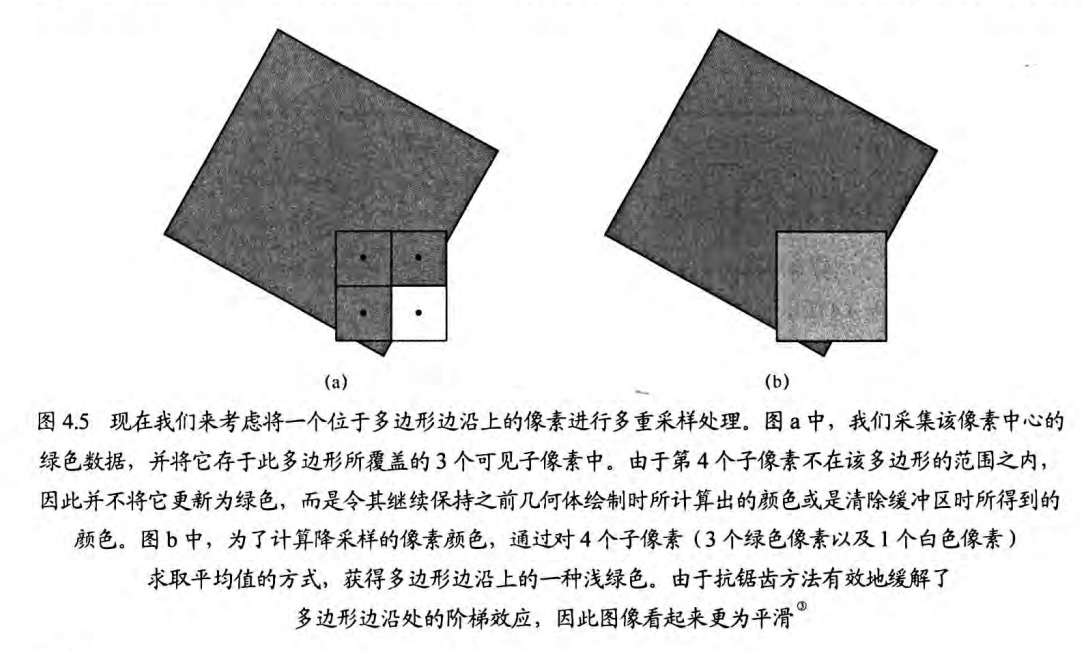 (a)
(b)
图 4.5 现在我们来考虑将一个位于多边形边沿上的像素进行多重采样处理。图 a 中，我们采集该像素中心的
绿色数据，并将它存于此多边形所覆盖的 3 个可见子像素中。由于第 4 个子像素不在该多边形的范围之内，
因此并不将它更新为绿色，而是令其继续保持之前几何体绘制时所计算出的颜色或是清除缓冲区时所得到的
颜色。图 b 中，为了计算降采样的像素颜色，通过对 4 个子像素（3 个绿色像素以及 1 个白色像素）
求取平均值的方式，获得多边形边沿上的一种浅绿色。由于抗锯齿方法有效地缓解了
多边形边沿处的阶梯效应，因此图像看起来更为平滑③